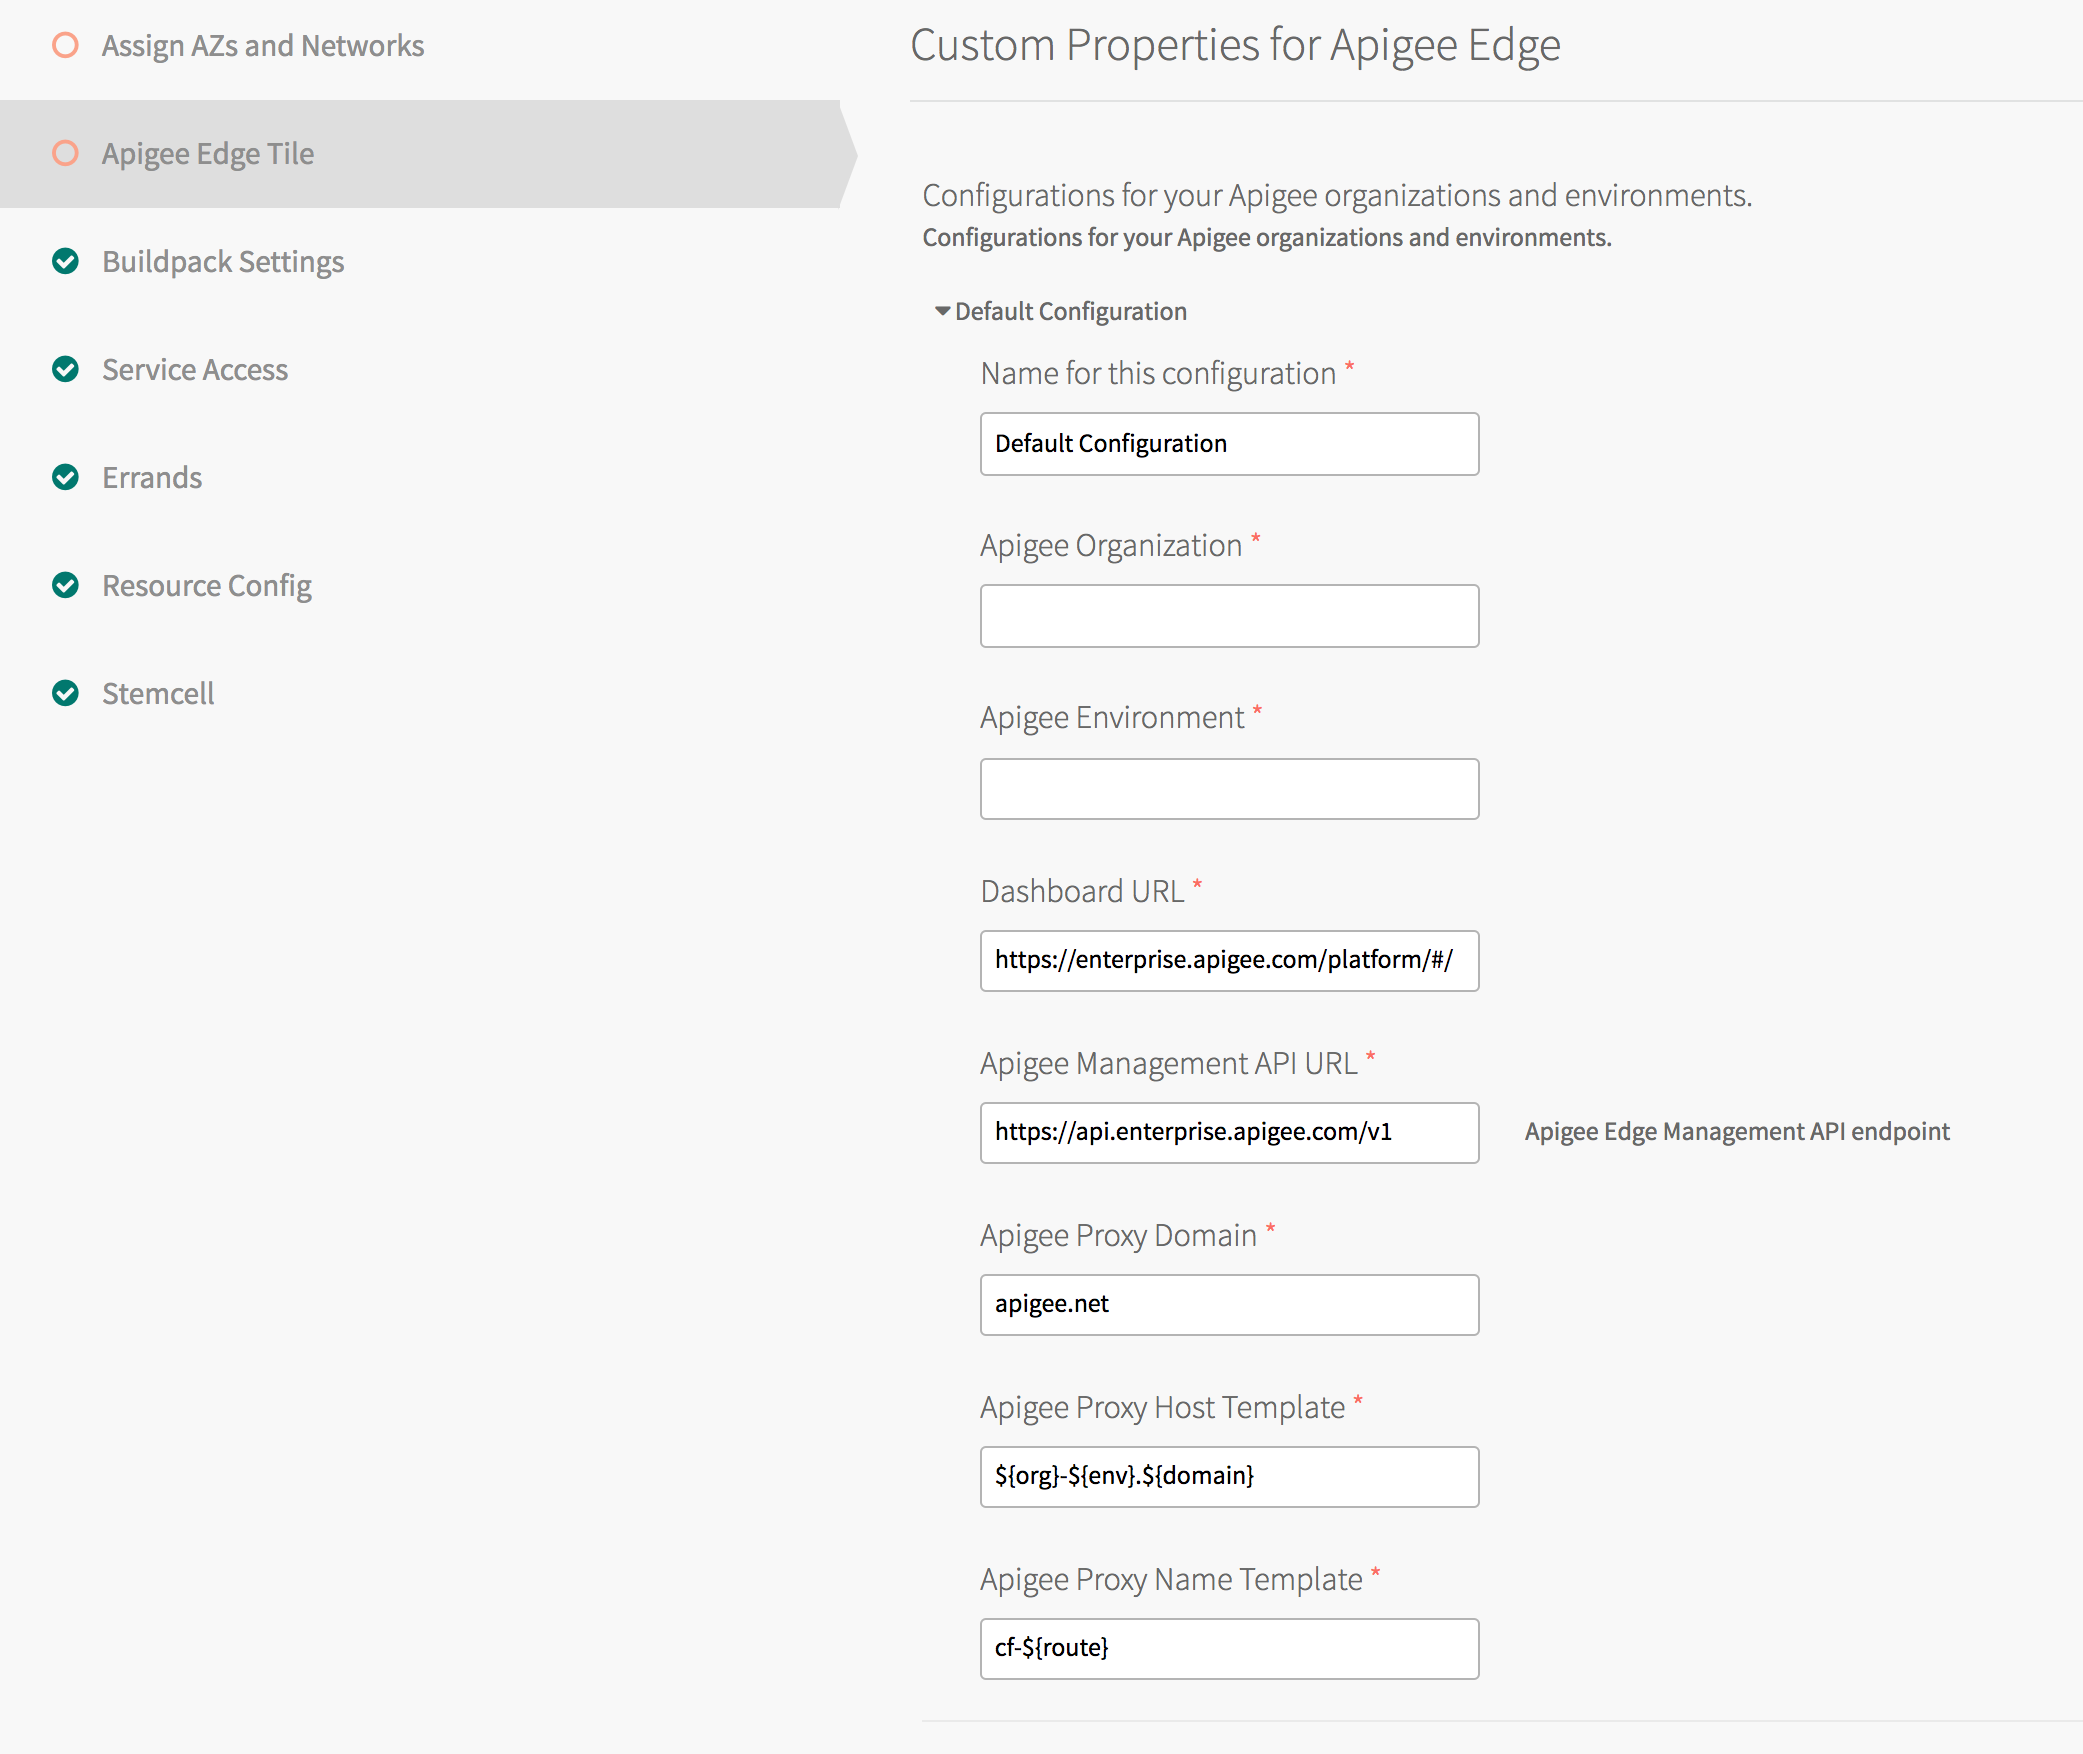 Assign AZs and Networks
Apigee Edge Tile
Buildpack Settings
Service Access
Errands
Resource Config
Stemcell
Custom Properties for Apigee Edge
Configurations for your Apigee organizations and environments.
Configurations for your Apigee organizations and environments.
Default Configuration
Name for this configuration *
Default Configuration
Apigee Organization *
Apigee Environment *
Dashboard URL *
https://enterprise.apigee.com/platform/#/
Apigee Management API URL *
https://api.enterprise.apigee.com/v1
Apigee Edge Management API endpoint
Apigee Proxy Domain *
apigee.net
Apigee Proxy Host Template *
${org}-${env}.${domain}
Apigee Proxy Name Template *
cf-${route}